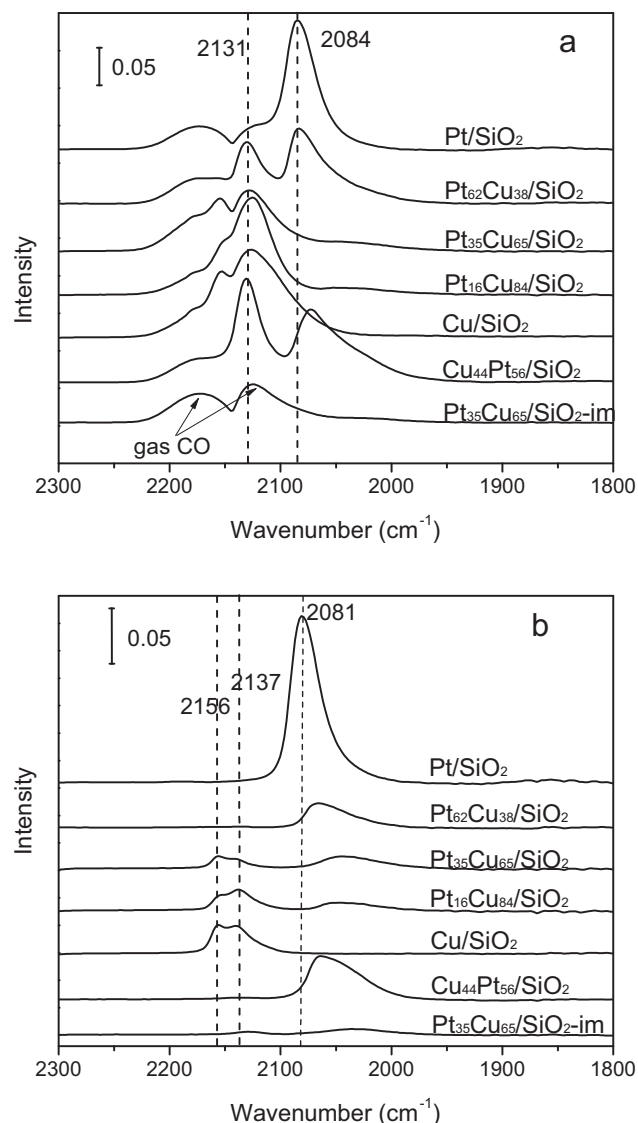 a
2131
2084
0.05
Pt/SiO₂
Pt₆₂Cu₃₈/SiO₂
Pt₃₅Cu₆₅/SiO₂
Pt₁₆Cu₈₄/SiO₂
Cu/SiO₂
Cu₄₄Pt₅₆/SiO₂
Pt₃₅Cu₆₅/SiO₂-im
gas CO
Intensity
2300 2200 2100 2000 1900 1800
Wavenumber (cm⁻¹)
b
2081
0.05
2137
2156
Pt/SiO₂
Pt₆₂Cu₃₈/SiO₂
Pt₃₅Cu₆₅/SiO₂
Pt₁₆Cu₈₄/SiO₂
Cu/SiO₂
Cu₄₄Pt₅₆/SiO₂
Pt₃₅Cu₆₅/SiO₂-im
Intensity
2300 2200 2100 2000 1900 1800
Wavenumber (cm⁻¹)